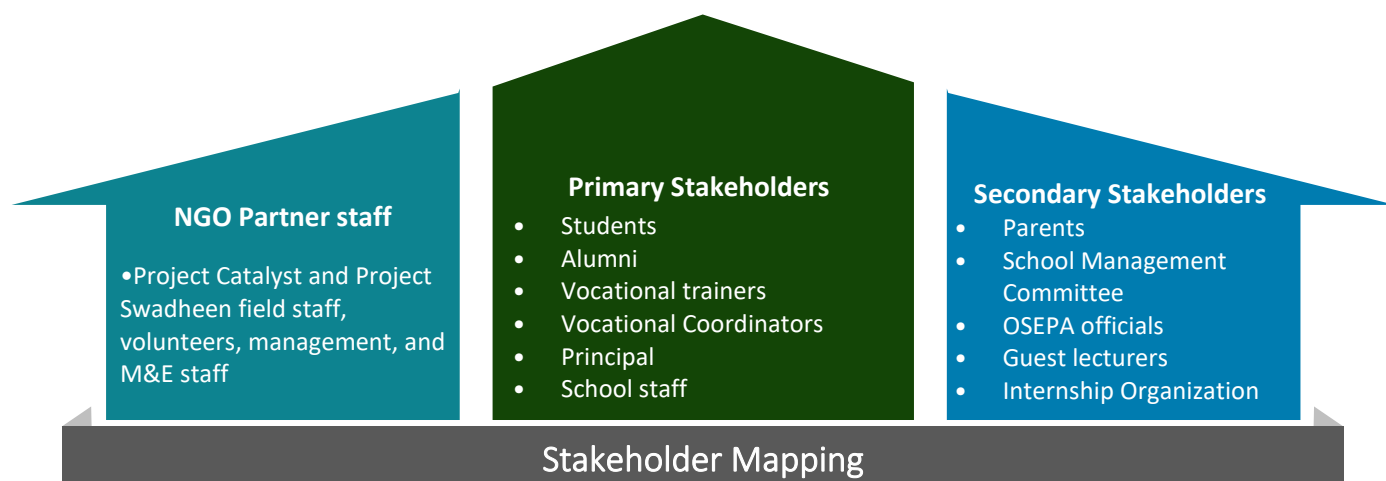 NGO Partner staff
•Project Catalyst and Project
Swadheen field staff,
volunteers, management, and
M&E staff
Primary Stakeholders
• Students
• Alumni
• Vocational trainers
• Vocational Coordinators
• Principal
• School staff
Secondary Stakeholders
• Parents
• School Management
Committee
• OSEPA officials
• Guest lecturers
• Internship Organization
Stakeholder Mapping